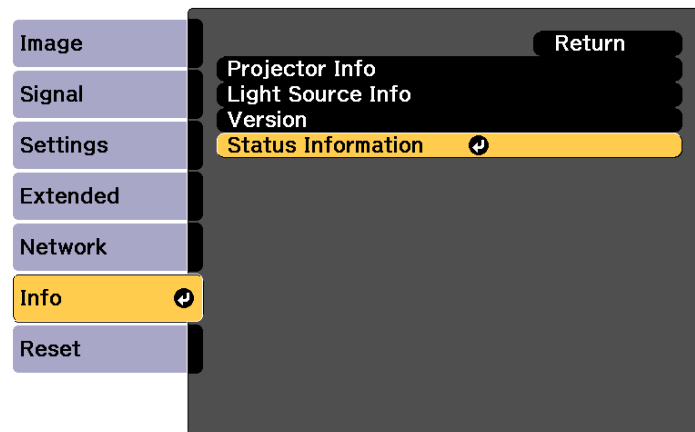 Image
Signal
Settings
Extended
Network
Info
Reset
Return
Projector Info
Light Source Info
Version
Status Information